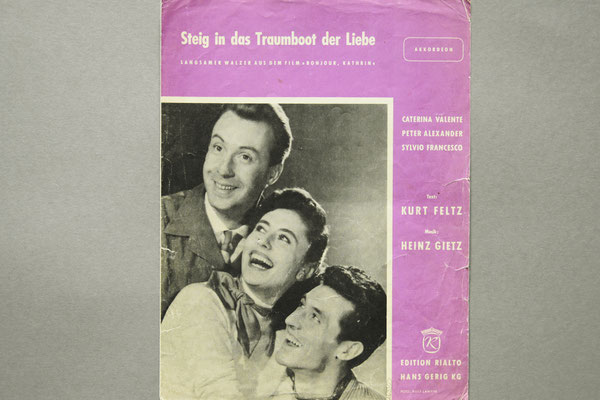 Steig in das Traumboot der Liebe
AKKORDEON
LANGSAMER WALZER AUS DEM FILM »BONJOUR, KATHRIN«
CATERINA VALENTE
PETER ALEXANDER
SYLVIO FRANCESCO
Text:
KURT FELTZ
Musik:
HEINZ GIETZ
K
EDITION RIALTO
HANS GERIG KG